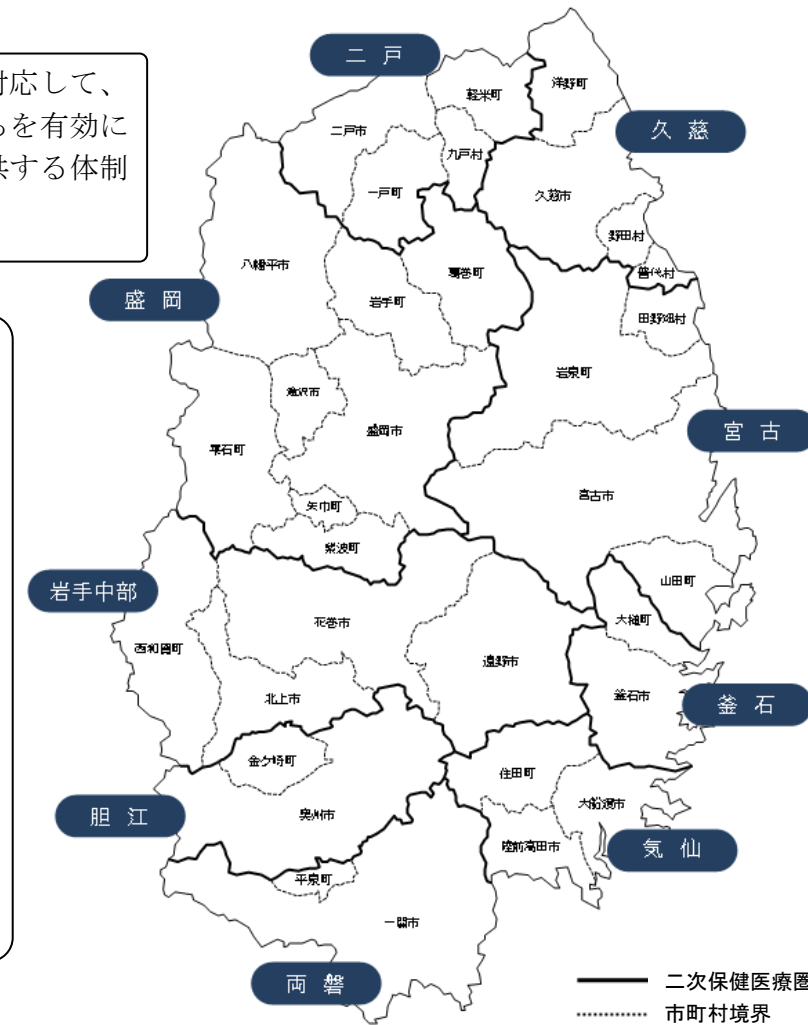 対応して、
らを有効に
供する体制
二 戸
軽米町
洋野町
二戸市
九戸村
久 慈
一戸町
久慈市
野田村
普代村
八幡平市
葛巻町
岩手町
盛 岡
田野畑村
岩泉町
滝沢市
盛岡市
雫石町
宮 古
宮古市
矢巾町
紫波町
山田町
岩手中部
大槌町
花巻市
西和賀町
遠野市
釜石市
北上市
釜 石
金ケ崎町
住田町
大船渡市
胆 江
奥州市
陸前高田市
気 仙
平泉町
一関市
両 磐
二次保健医療圏
市町村境界